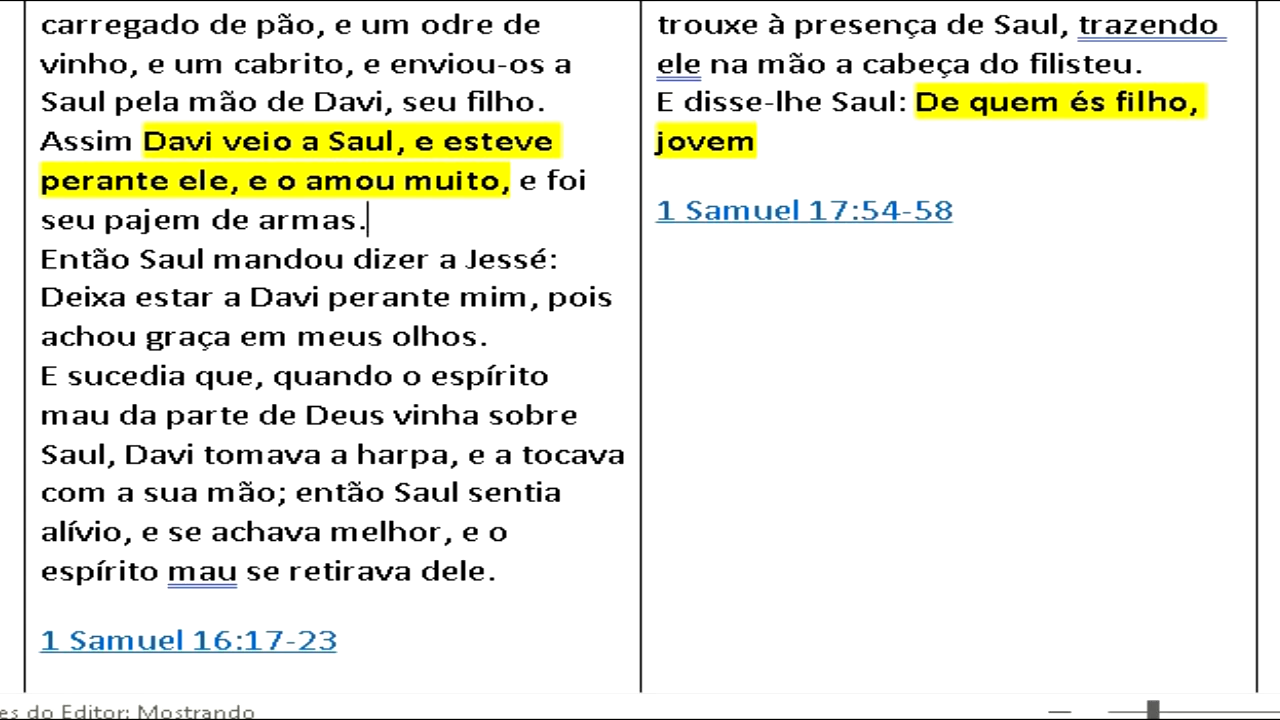 carregado de pão, e um odre de
vinho, e um cabrito, e enviou-os a
Saul pela mão de Davi, seu filho.
Assim Davi veio a Saul, e esteve
perante ele, e o amou muito, e foi
seu pajem de armas.
Então Saul mandou dizer a Jessé:
Deixa estar a Davi perante mim, pois
achou graça em meus olhos.
E sucedia que, quando o espírito
mau da parte de Deus vinha sobre
Saul, Davi tomava a harpa, e a tocava
com a sua mão; então Saul sentia
alívio, e se achava melhor, e o
espírito mau se retirava dele.
1 Samuel 16:17-23
trouxe à presença de Saul, trazendo
ele na mão a cabeça do filisteu.
E disse-lhe Saul: De quem és filho,
jovem
1 Samuel 17:54-58
es do Editor: Mostrando